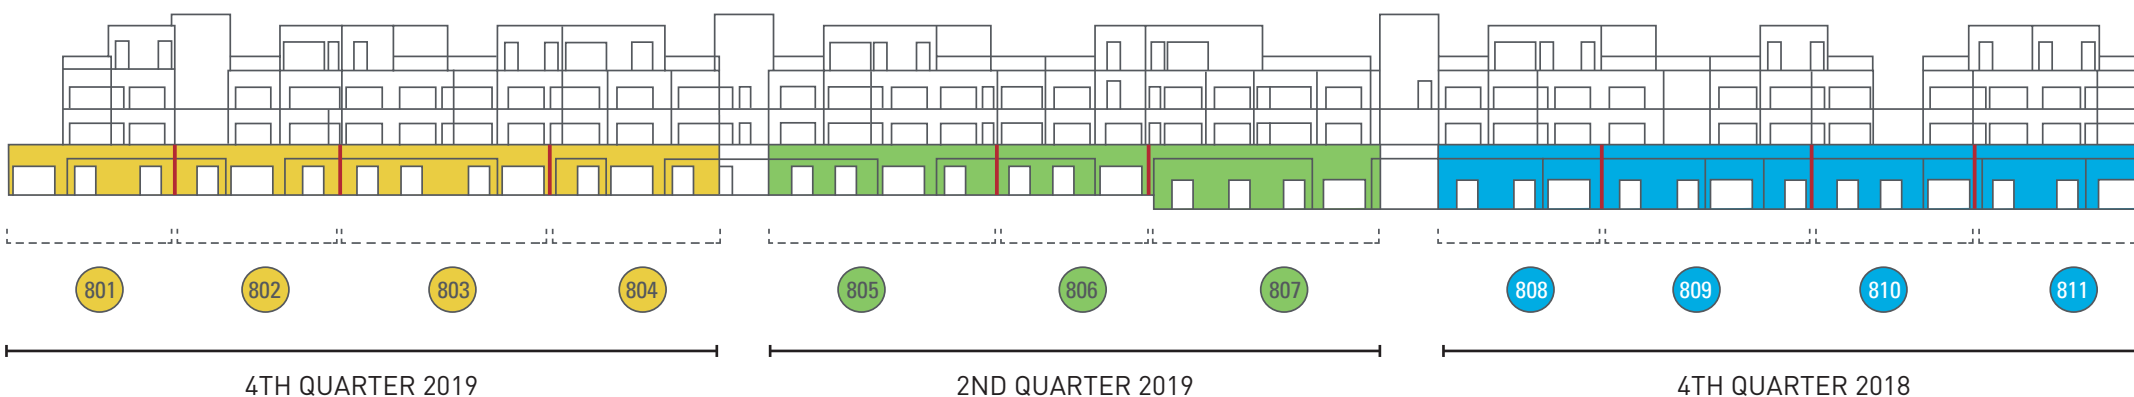 801 802 803 804 805 806 807 808 809 810 811
4TH QUARTER 2019 2ND QUARTER 2019 4TH QUARTER 2018